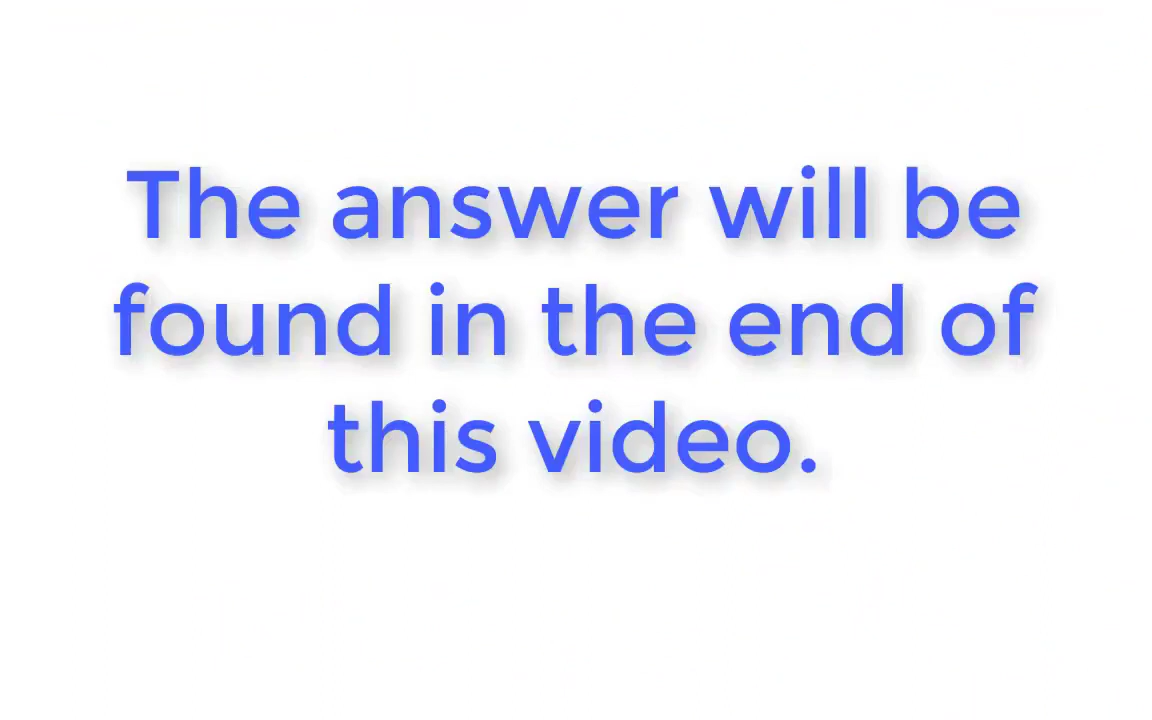 The answer will be
found in the end of
this video.